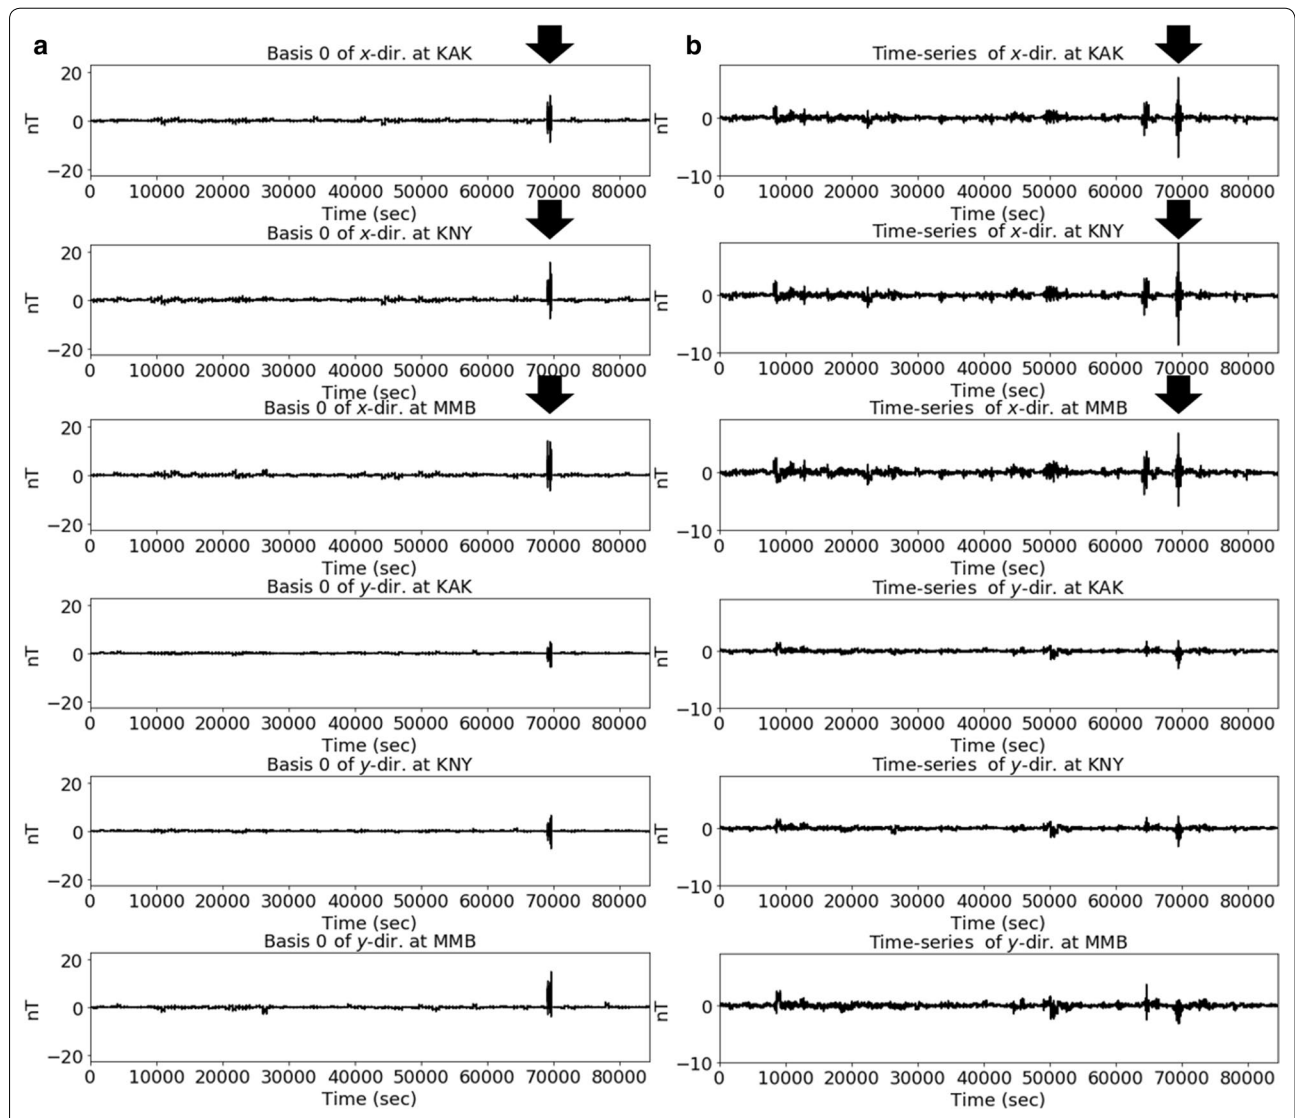 a
Basis 0 of x-dir. at KAK
20
0
−20
nT
0 10000 20000 30000 40000 50000 60000 70000 80000
Time (sec)
Basis 0 of x-dir. at KNY
20
0
−20
nT
0 10000 20000 30000 40000 50000 60000 70000 80000
Time (sec)
Basis 0 of x-dir. at MMB
20
0
−20
nT
0 10000 20000 30000 40000 50000 60000 70000 80000
Time (sec)
Basis 0 of y-dir. at KAK
20
0
−20
nT
0 10000 20000 30000 40000 50000 60000 70000 80000
Time (sec)
Basis 0 of y-dir. at KNY
20
0
−20
nT
0 10000 20000 30000 40000 50000 60000 70000 80000
Time (sec)
Basis 0 of y-dir. at MMB
20
0
−20
nT
0 10000 20000 30000 40000 50000 60000 70000 80000
Time (sec)
b
Time-series of x-dir. at KAK
0
−10
nT
0 10000 20000 30000 40000 50000 60000 70000 80000
Time (sec)
Time-series of x-dir. at KNY
0
−10
nT
0 10000 20000 30000 40000 50000 60000 70000 80000
Time (sec)
Time-series of x-dir. at MMB
0
−10
nT
0 10000 20000 30000 40000 50000 60000 70000 80000
Time (sec)
Time-series of y-dir. at KAK
0
−10
nT
0 10000 20000 30000 40000 50000 60000 70000 80000
Time (sec)
Time-series of y-dir. at KNY
0
−10
nT
0 10000 20000 30000 40000 50000 60000 70000 80000
Time (sec)
Time-series of y-dir. at MMB
0
−10
nT
0 10000 20000 30000 40000 50000 60000 70000 80000
Time (sec)